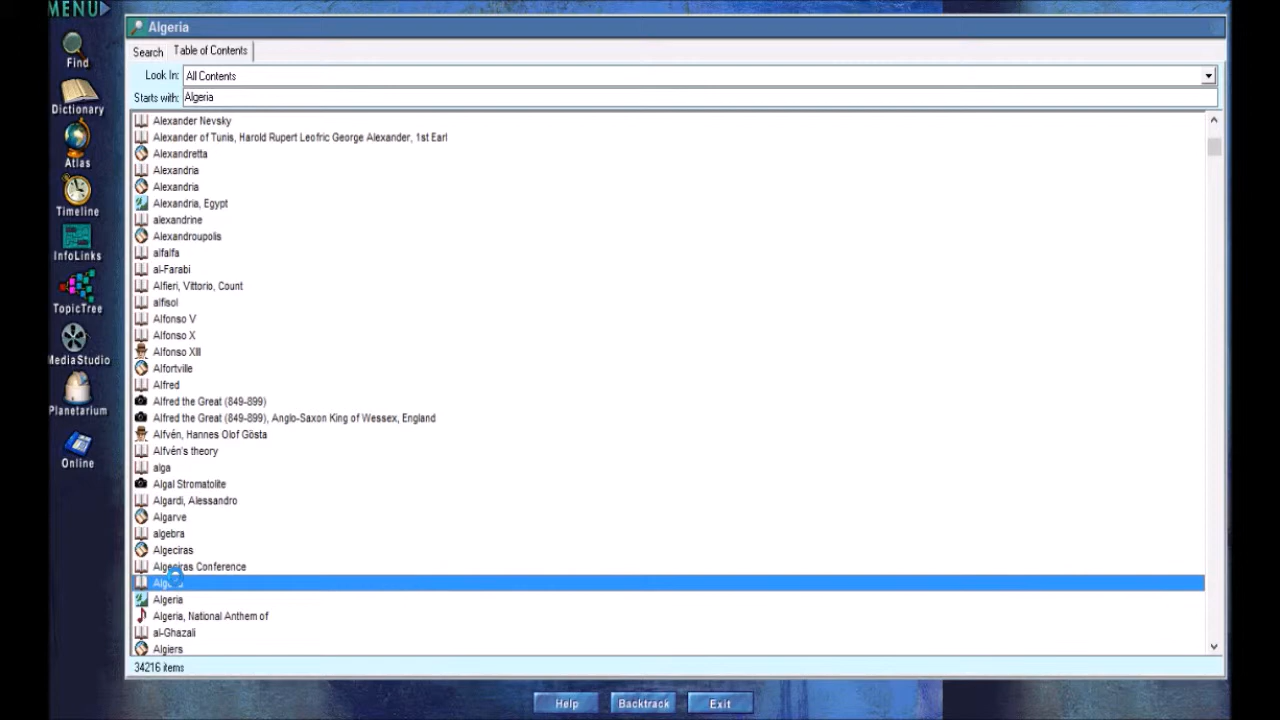 MENU
Find
Dictionary
Atlas
Timeline
InfoLinks
TopicTree
MediaStudio
Planetarium
Online
Algeria
Search Table of Contents
Look In: All Contents
Starts with: Algeria
Alexander Nevsky
Alexander of Tunis, Harold Rupert Leofric George Alexander, 1st Earl
Alexandretta
Alexandria
Alexandria
Alexandria, Egypt
alexandrine
Alexandroupolis
alfalfa
al-Farabi
Alfieri, Vittorio, Count
alfisol
Alfonso V
Alfonso X
Alfonso XIII
Alfortville
Alfred
Alfred the Great (849-899)
Alfred the Great (849-899), Anglo-Saxon King of Wessex, England
Alfvén, Hannes Olof Gösta
Alfvén's theory
alga
Algal Stromatolite
Algardi, Alessandro
Algarve
algebra
Algeciras
Algeciras Conference
Algeria
Algeria
Algeria, National Anthem of
al-Ghazali
Algiers
34216 items
Help Backtrack Exit